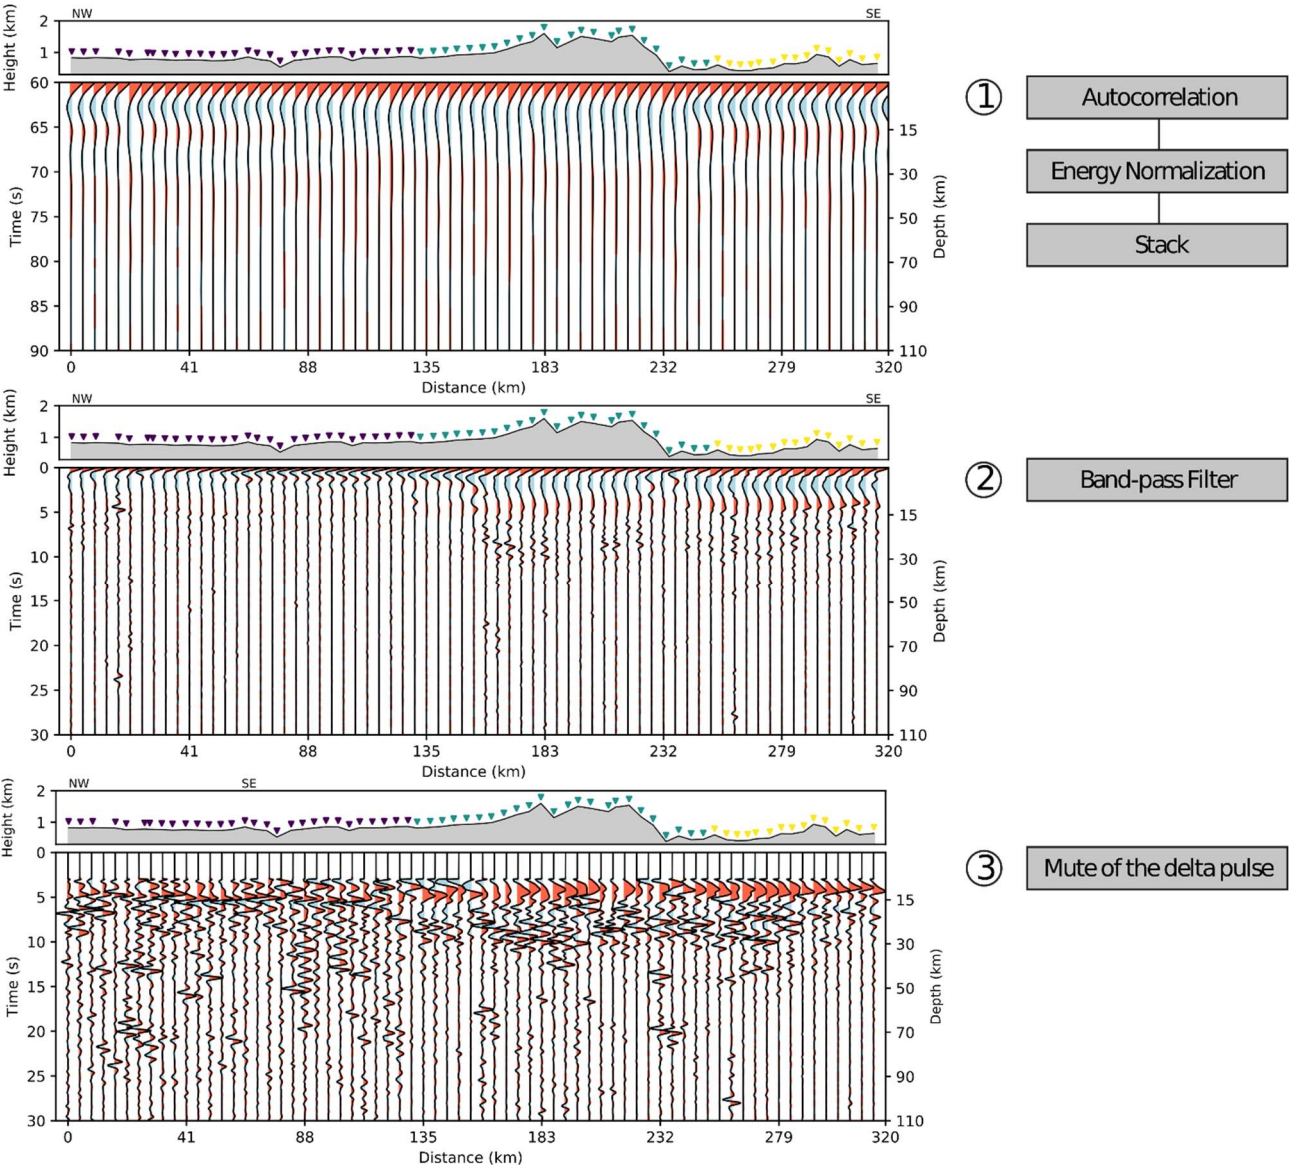 NW SE
Height (km)
2
1
60
65
70
75
80
85
90
Time (s)
15
30
50
70
90
110
Depth (km)
0 41 88 135 183 232 279 320
Distance (km)
1
Autocorrelation
Energy Normalization
Stack
NW SE
Height (km)
2
1
0
5
10
15
20
25
30
Time (s)
15
30
50
70
90
110
Depth (km)
0 41 88 135 183 232 279 320
Distance (km)
2
Band-pass Filter
NW SE
Height (km)
2
1
0
5
10
15
20
25
30
Time (s)
15
30
50
70
90
110
Depth (km)
0 41 88 135 183 232 279 320
Distance (km)
3
Mute of the delta pulse